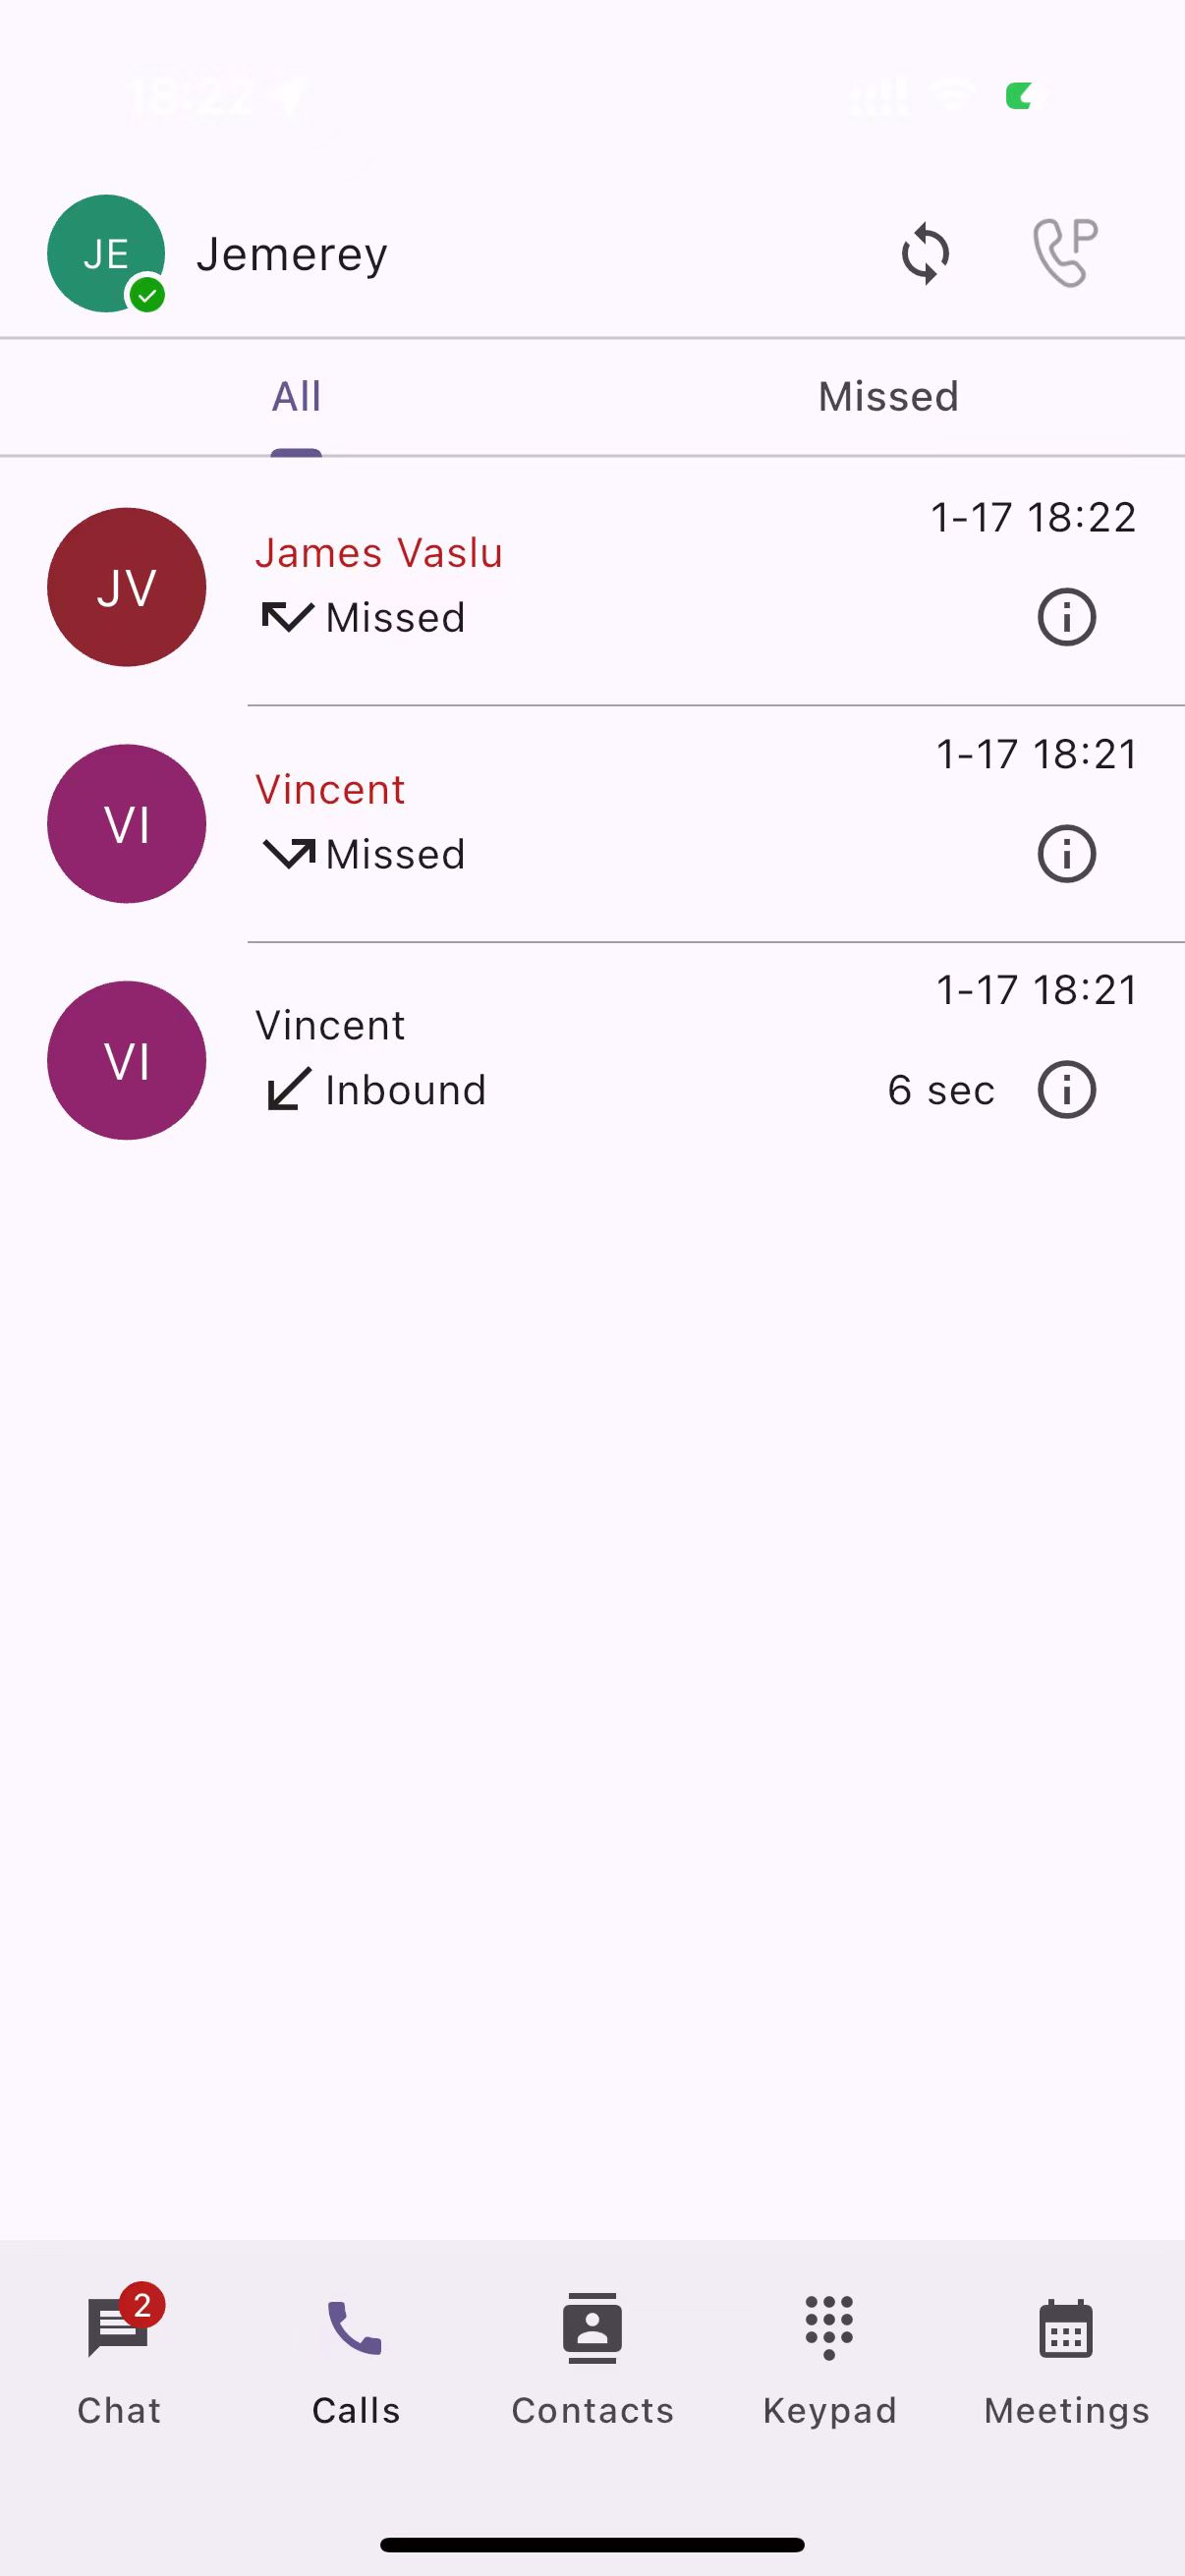 18:22
JE
Jemerey
All
Missed
JV
James Vaslu
Missed
1-17 18:22
VI
Vincent
Missed
1-17 18:21
VI
Vincent
Inbound
1-17 18:21
6 sec
2
Chat
Calls
Contacts
Keypad
Meetings